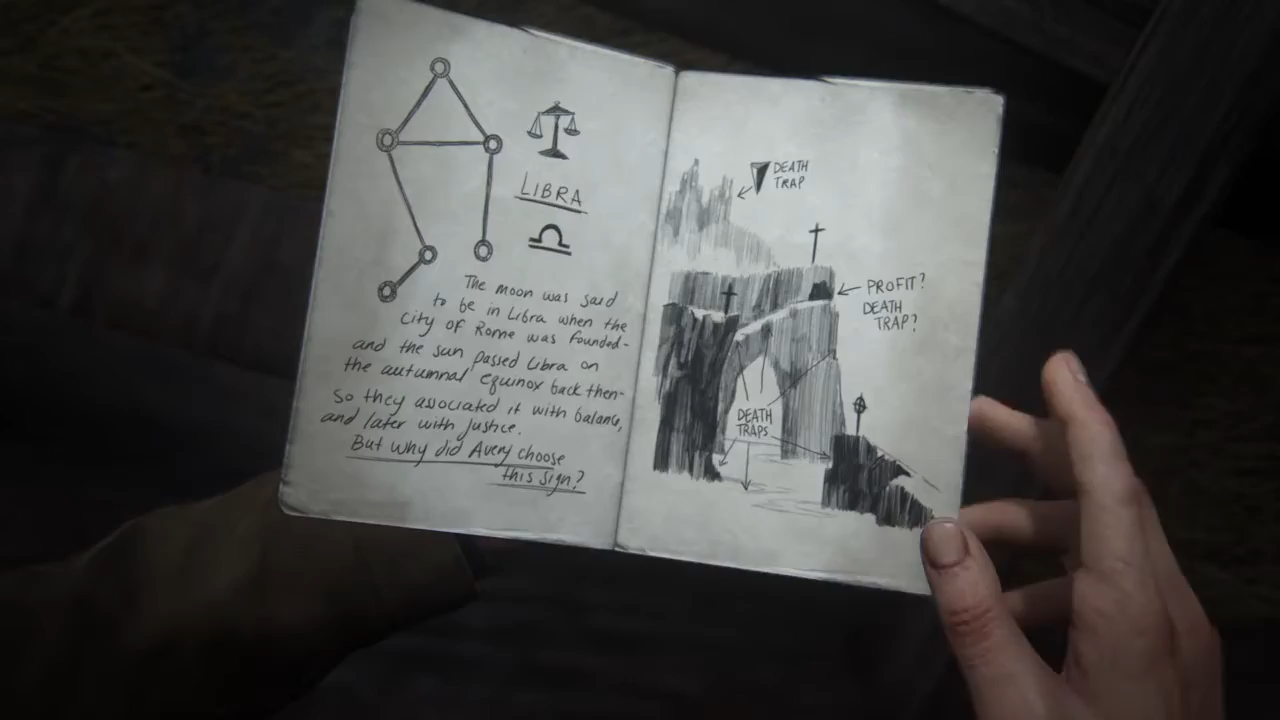 LIBRA
The moon was said
to be in Libra when the
City of Rome was founded-
and the sun passed Libra on
the autumnal equinox back then-
So they associated it with balance,
and later with Justice.
But why did Avery choose
this sign?
DEATH
TRAP
PROFIT?
DEATH
TRAP?
DEATH
TRAPS